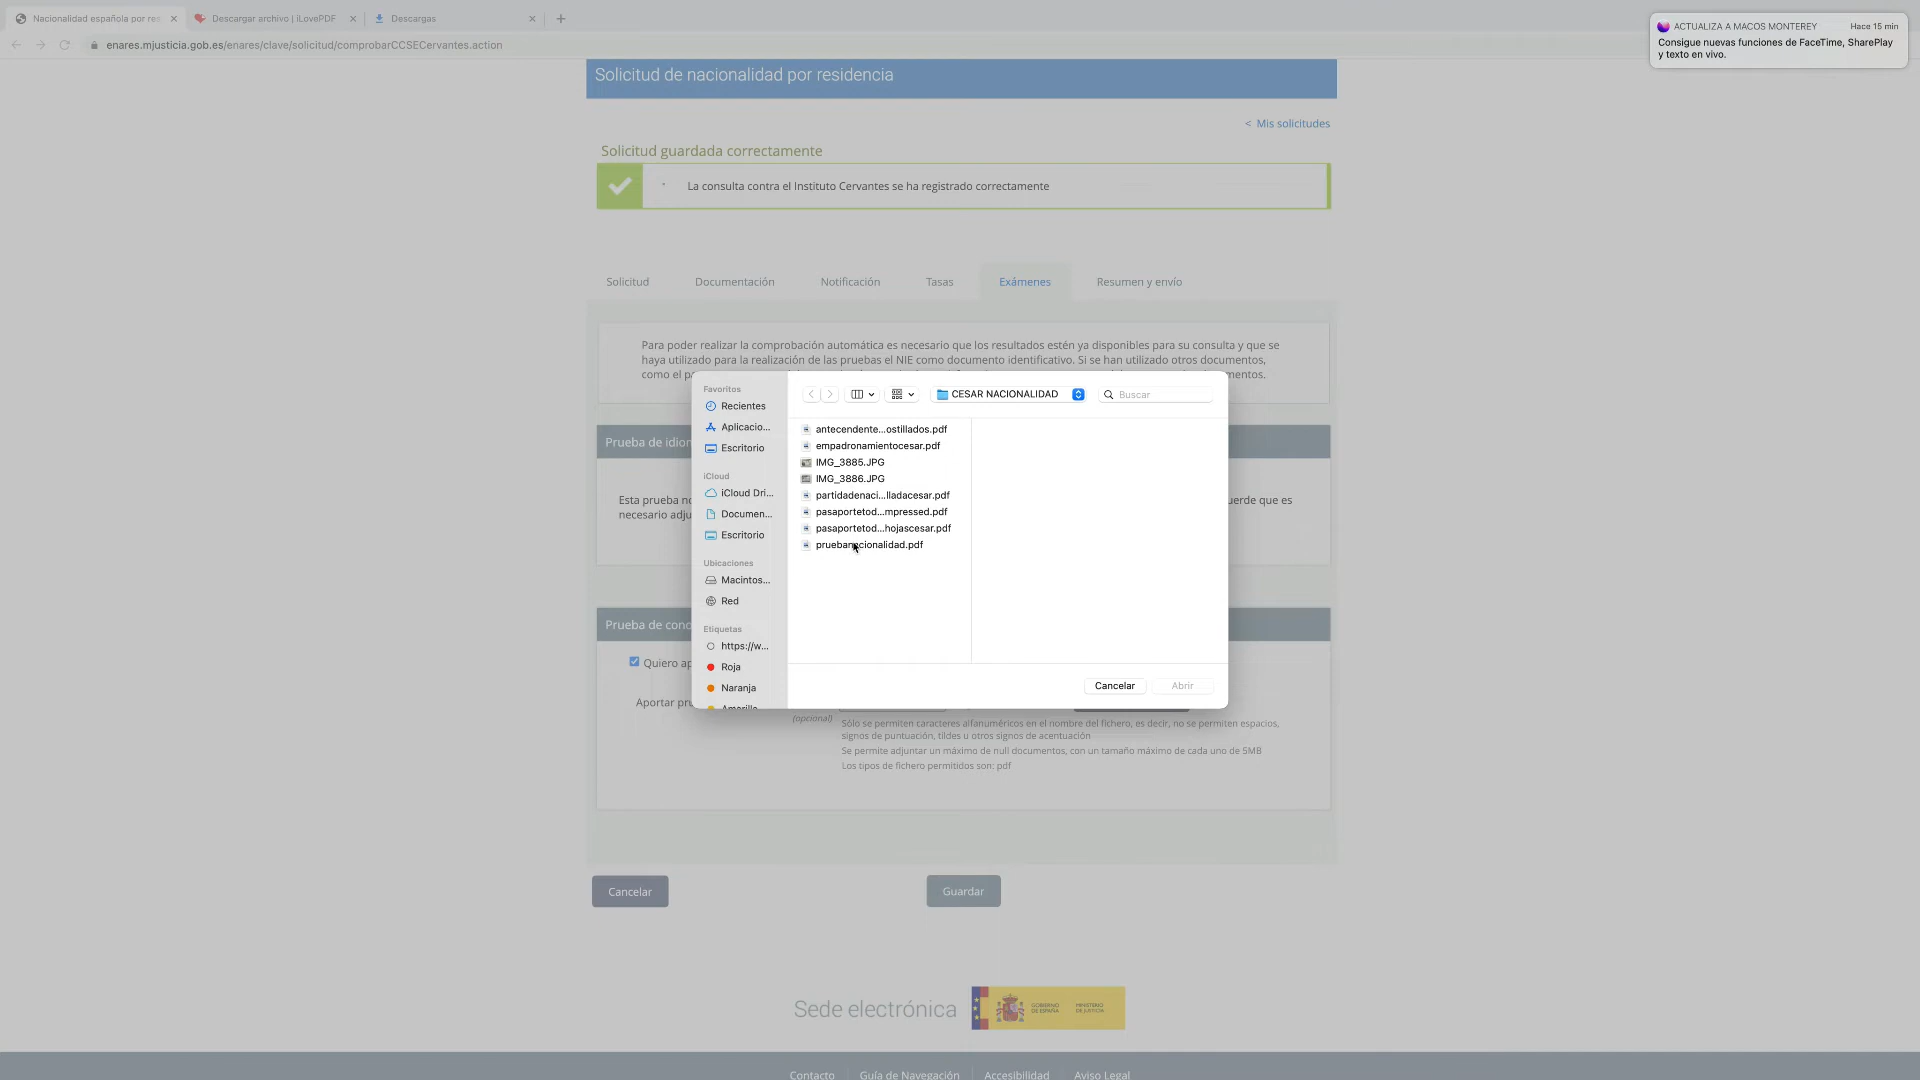 Nacionalidad española por res
Descargar archivo | iLovePDF
Descargas
enares.mjusticia.gob.es/enares/clave/solicitud/comprobarCCSECervantes.action
ACTUALIZA A MACOS MONTEREY
Hace 15 min
Consigue nuevas funciones de FaceTime, SharePlay
y texto en vivo.
Solicitud de nacionalidad por residencia
< Mis solicitudes
Solicitud guardada correctamente
La consulta contra el Instituto Cervantes se ha registrado correctamente
Solicitud
Documentación
Notificación
Tasas
Exámenes
Resumen y envío
Para poder realizar la comprobación automática es necesario que los resultados estén ya disponibles para su consulta y que se
haya utilizado para la realización de las pruebas el NIE como documento identificativo. Si se han utilizado otros documentos,
como el
Favoritos
Recientes
Aplicacio...
Escritorio
iCloud
iCloud Dri...
Documen...
Escritorio
Ubicaciones
Macintos...
Red
Etiquetas
https://w...
Roja
Naranja
Amarilla
CESAR NACIONALIDAD
Buscar
antecendente...ostillados.pdf
empadronamientocesar.pdf
IMG_3885.JPG
IMG_3886.JPG
partidadenaci...lladacesar.pdf
pasaportetod...mpressed.pdf
pasaportetod...hojascesar.pdf
pruebanacionalidad.pdf
Cancelar
Abrir
Prueba de idiom
Esta prueba no
necesario adju
uerde que es
Prueba de cono
Quiero ap
Aportar pru
(opcional)
Sólo se permiten caracteres alfanuméricos en el nombre del fichero, es decir, no se permiten espacios,
signos de puntuación, tildes u otros signos de acentuación
Se permite adjuntar un máximo de null documentos, con un tamaño máximo de cada uno de 5MB
Los tipos de fichero permitidos son: pdf
Cancelar
Guardar
Sede electrónica
GOBIERNO
DE ESPAÑA
MINISTERIO
DE JUSTICIA
Contacto
Guía de Navegación
Accesibilidad
Aviso Legal